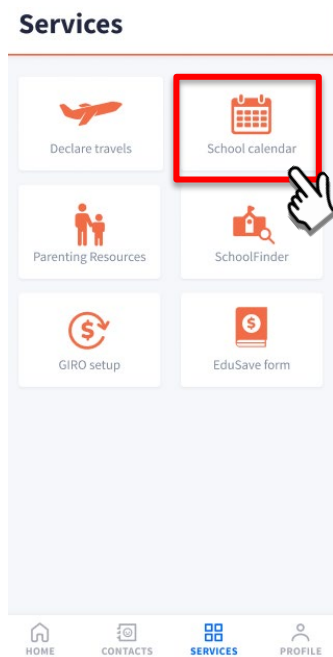 Services
Declare travels
School calendar
Parenting Resources
SchoolFinder
$
GIRO setup
$
EduSave form
HOME
CONTACTS
SERVICES
PROFILE